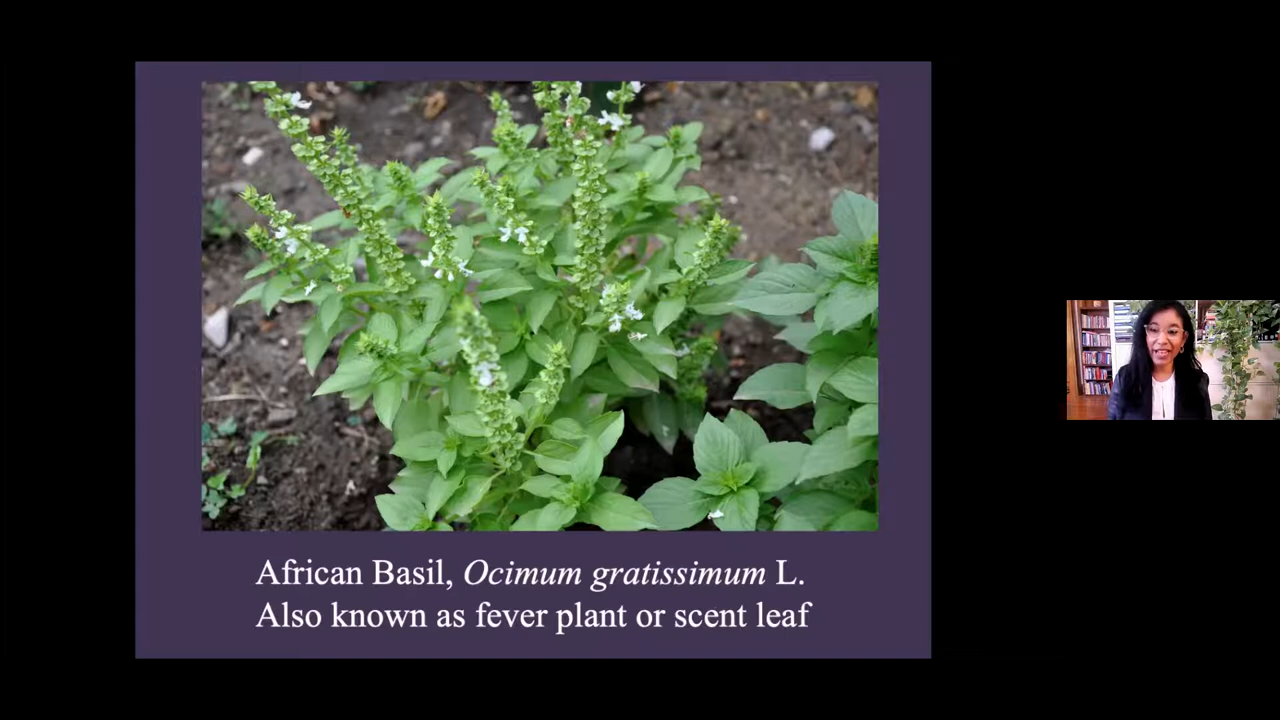 African Basil, Ocimum gratissimum L.
Also known as fever plant or scent leaf